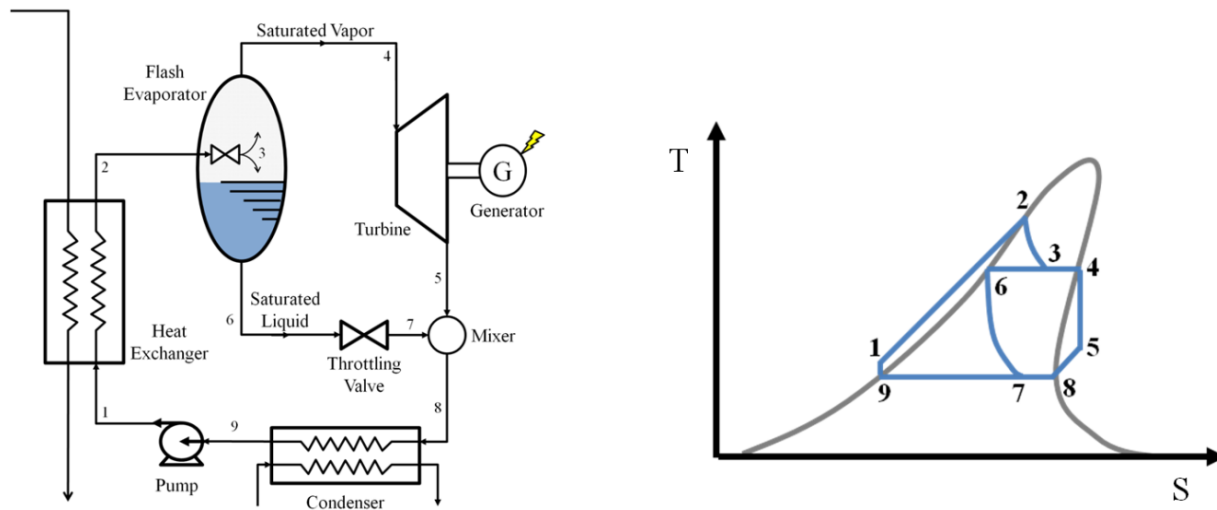 Saturated Vapor
4
Flash
Evaporator
3
2
G
Generator
Turbine
5
6
Saturated
Liquid
7
Mixer
Heat
Exchanger
Throttling
Valve
1
9
8
Pump
Condenser
T
2
3
4
6
1
5
9
7
8
S